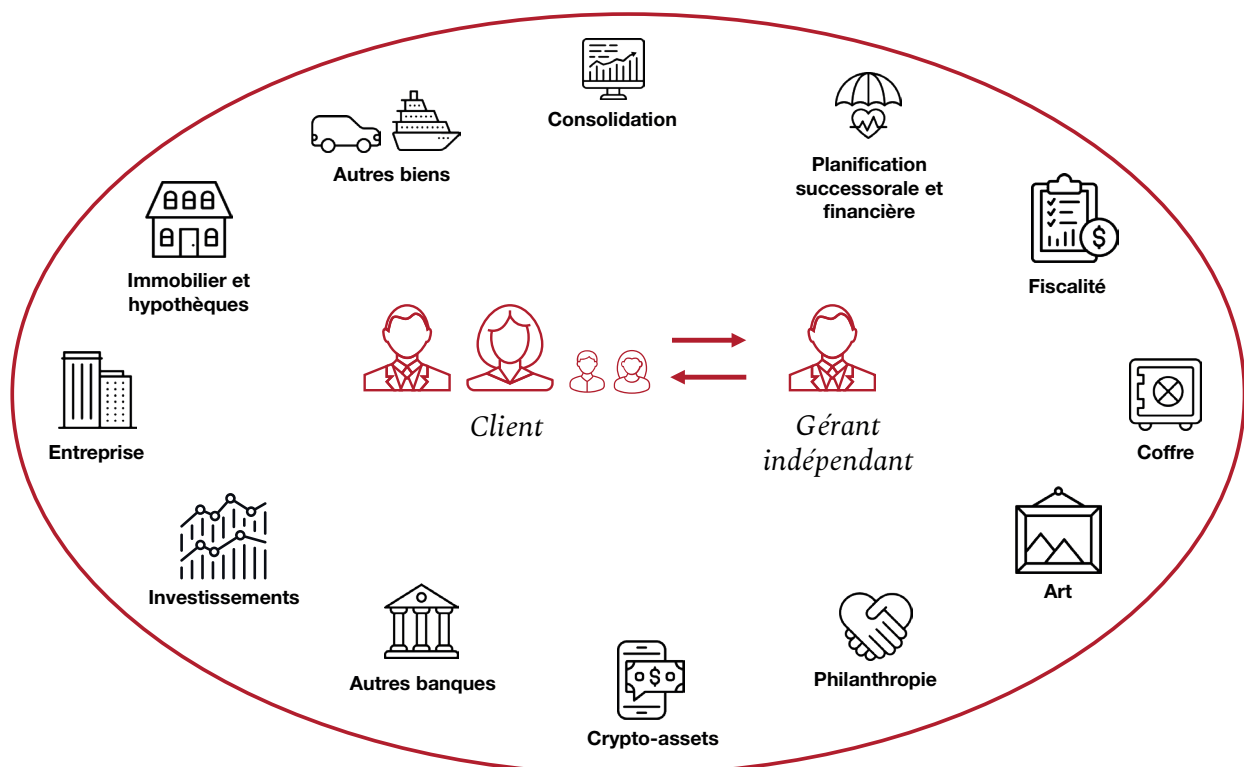 Consolidation
Autres biens
Planification
successorale et
financière
Immobilier et
hypothèques
$
Fiscalité
Client
Gérant
indépendant
Entreprise
Coffre
Investissements
Art
Autres banques
Philanthropie
$
Crypto-assets